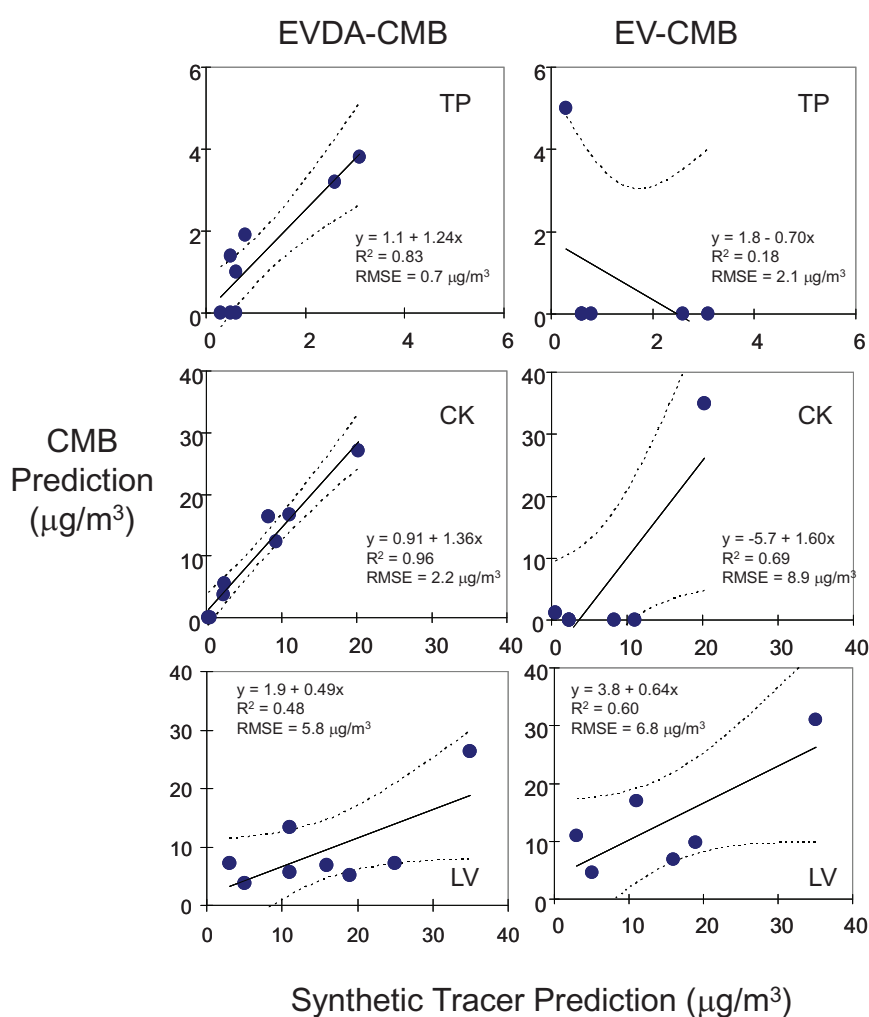 EVDA-CMB
EV-CMB
6
4
2
0
TP
y = 1.1 + 1.24x
R² = 0.83
RMSE = 0.7 μg/m³
0 2 4 6
6
4
2
0
TP
y = 1.8 - 0.70x
R² = 0.18
RMSE = 2.1 μg/m³
0 2 4 6
CMB
Prediction
(μg/m³)
40
30
20
10
0
CK
y = 0.91 + 1.36x
R² = 0.96
RMSE = 2.2 μg/m³
0 10 20 30 40
40
30
20
10
0
CK
y = -5.7 + 1.60x
R² = 0.69
RMSE = 8.9 μg/m³
0 10 20 30 40
40
30
20
10
0
y = 1.9 + 0.49x
R² = 0.48
RMSE = 5.8 μg/m³
LV
0 10 20 30 40
40
30
20
10
0
y = 3.8 + 0.64x
R² = 0.60
RMSE = 6.8 μg/m³
LV
0 10 20 30 40
Synthetic Tracer Prediction (μg/m³)